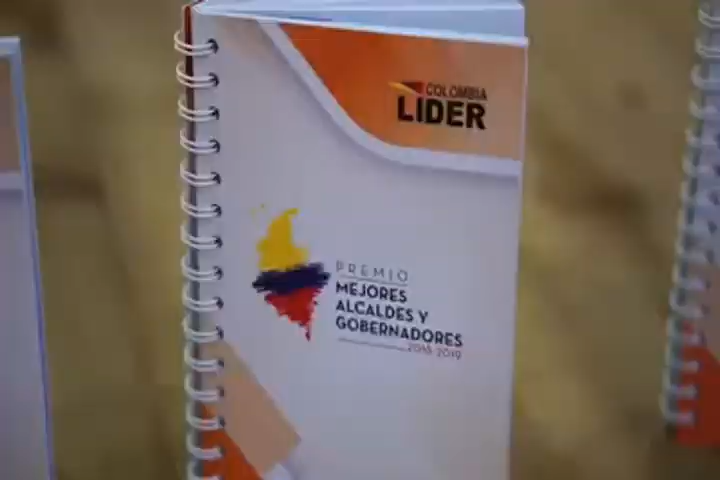 COLOMBIA
LIDER
PREMIO
MEJORES
ALCALDES Y
GOBERNADORES
2016 2019